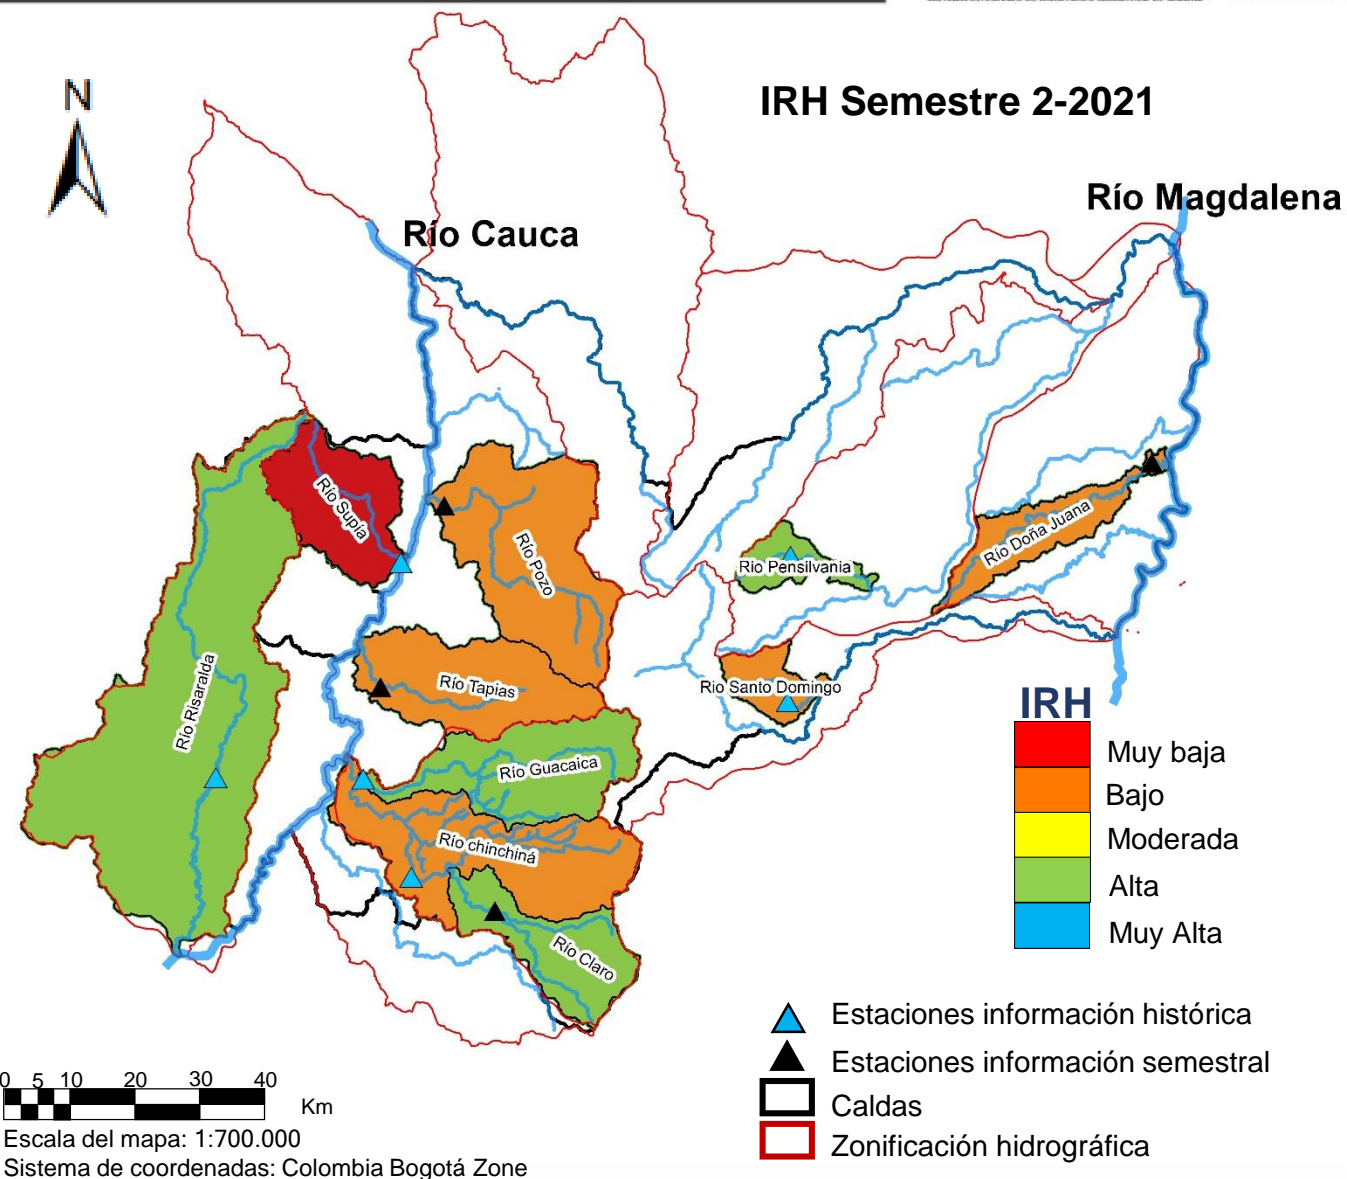 IRH Semestre 2-2021
N
Río Magdalena
Río Cauca
Río Supía
Río Pozo
Río Doña Juana
Rio Pensilvania
Río Risaralda
Río Tapias
Rio Santo Domingo
Río Guacaica
Río chinchiná
Río Claro
IRH
Muy baja
Bajo
Moderada
Alta
Muy Alta
Estaciones información histórica
Estaciones información semestral
Caldas
Zonificación hidrográfica
0 5 10 20 30 40
Km
Escala del mapa: 1:700.000
Sistema de coordenadas: Colombia Bogotá Zone